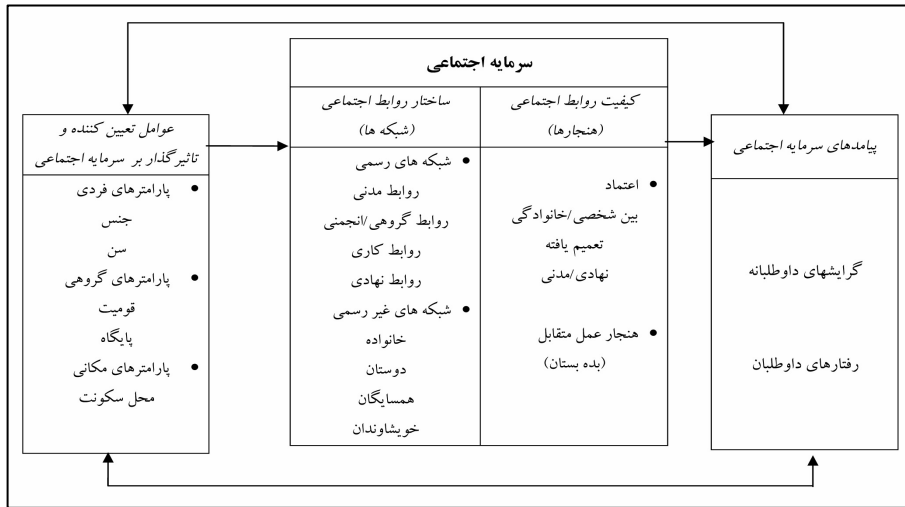 سرمایه اجتماعی
عوامل تعیین کننده و
تاثیرگذار بر سرمایه اجتماعی
• پارامترهای فردی
جنس
سن
• پارامترهای گروهی
قومیت
پایگاه
• پارامترهای مکانی
محل سکونت
ساختار روابط اجتماعی
(شبکه ها)
• شبکه های رسمی
روابط مدنی
روابط گروهی/انجمنی
روابط کاری
روابط نهادی
• شبکه های غیر رسمی
خانواده
دوستان
همسایگان
خویشاوندان
کیفیت روابط اجتماعی
(هنجارها)
• اعتماد
بین شخصی/خانوادگی
تعمیم یافته
نهادی/مدنی
• هنجار عمل متقابل
(بده بستان)
پیامدهای سرمایه اجتماعی
گرایشهای داوطلبانه
رفتارهای داوطلبان